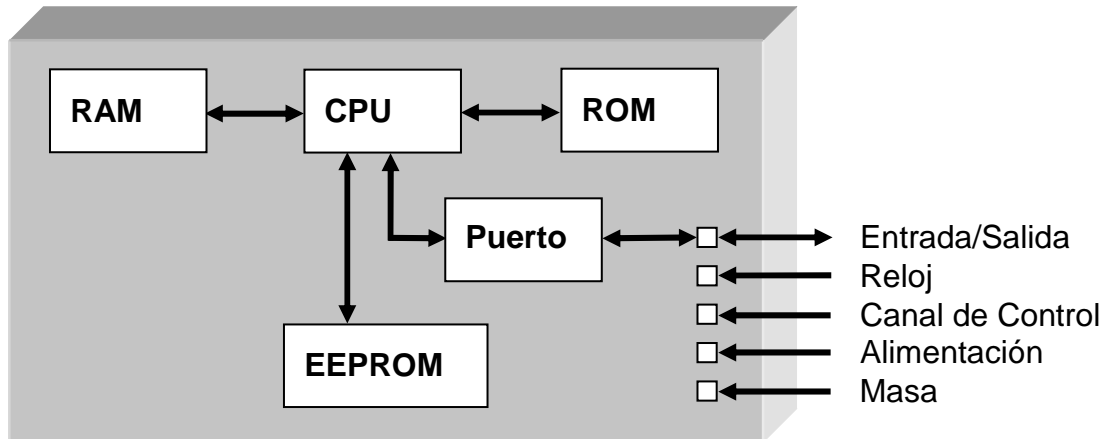 RAM
CPU
ROM
Puerto
Entrada/Salida
Reloj
Canal de Control
Alimentación
EEPROM
Masa